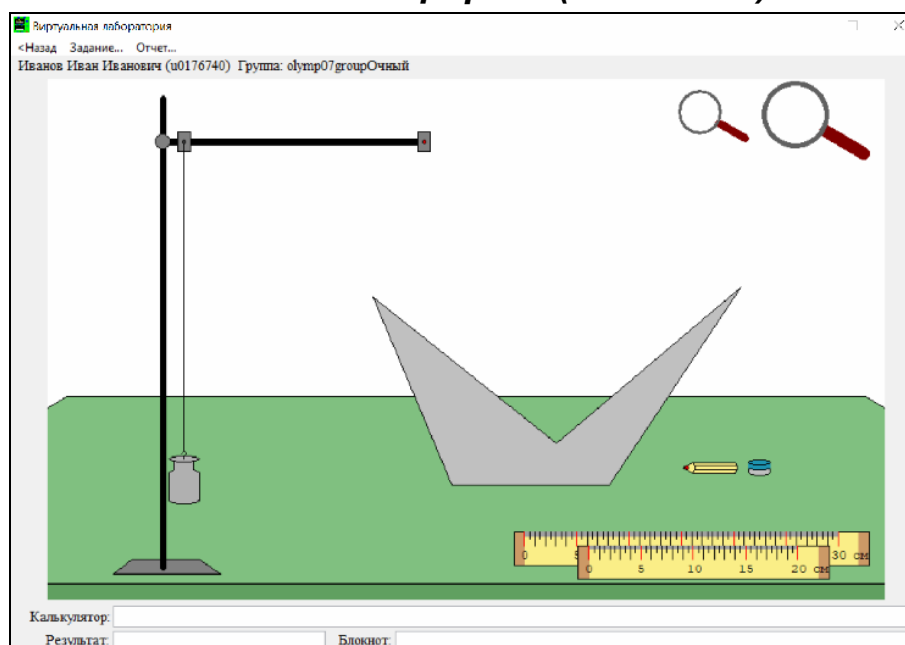 Виртуальная лаборатория
<Назад Задание... Отчет...
Иванов Иван Иванович (u0176740) Группа: olymp07groupОчный
0 5 30 см
0 5 10 15 20 см
Калькулятор:
Результат: Блокнот: